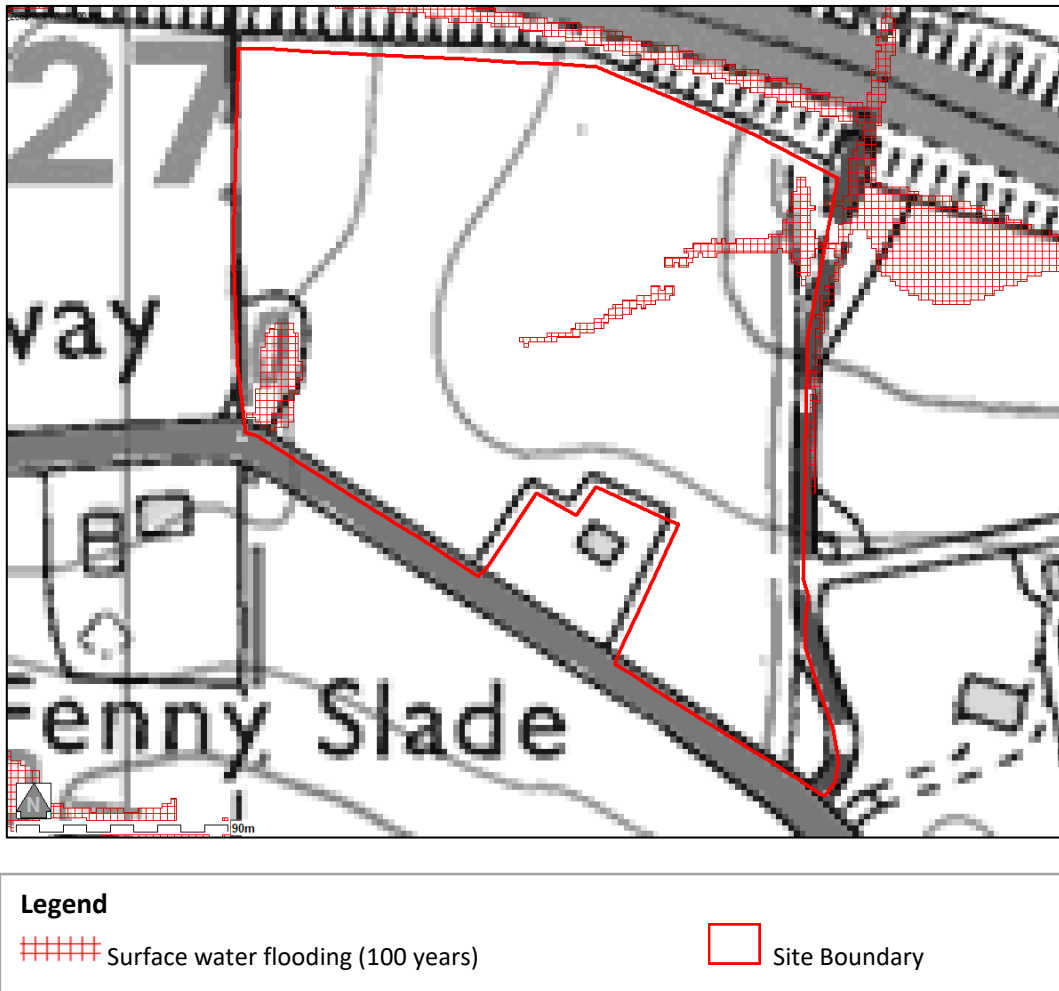 27
way
Fenny Slade
N
90m
Legend
Surface water flooding (100 years)
Site Boundary